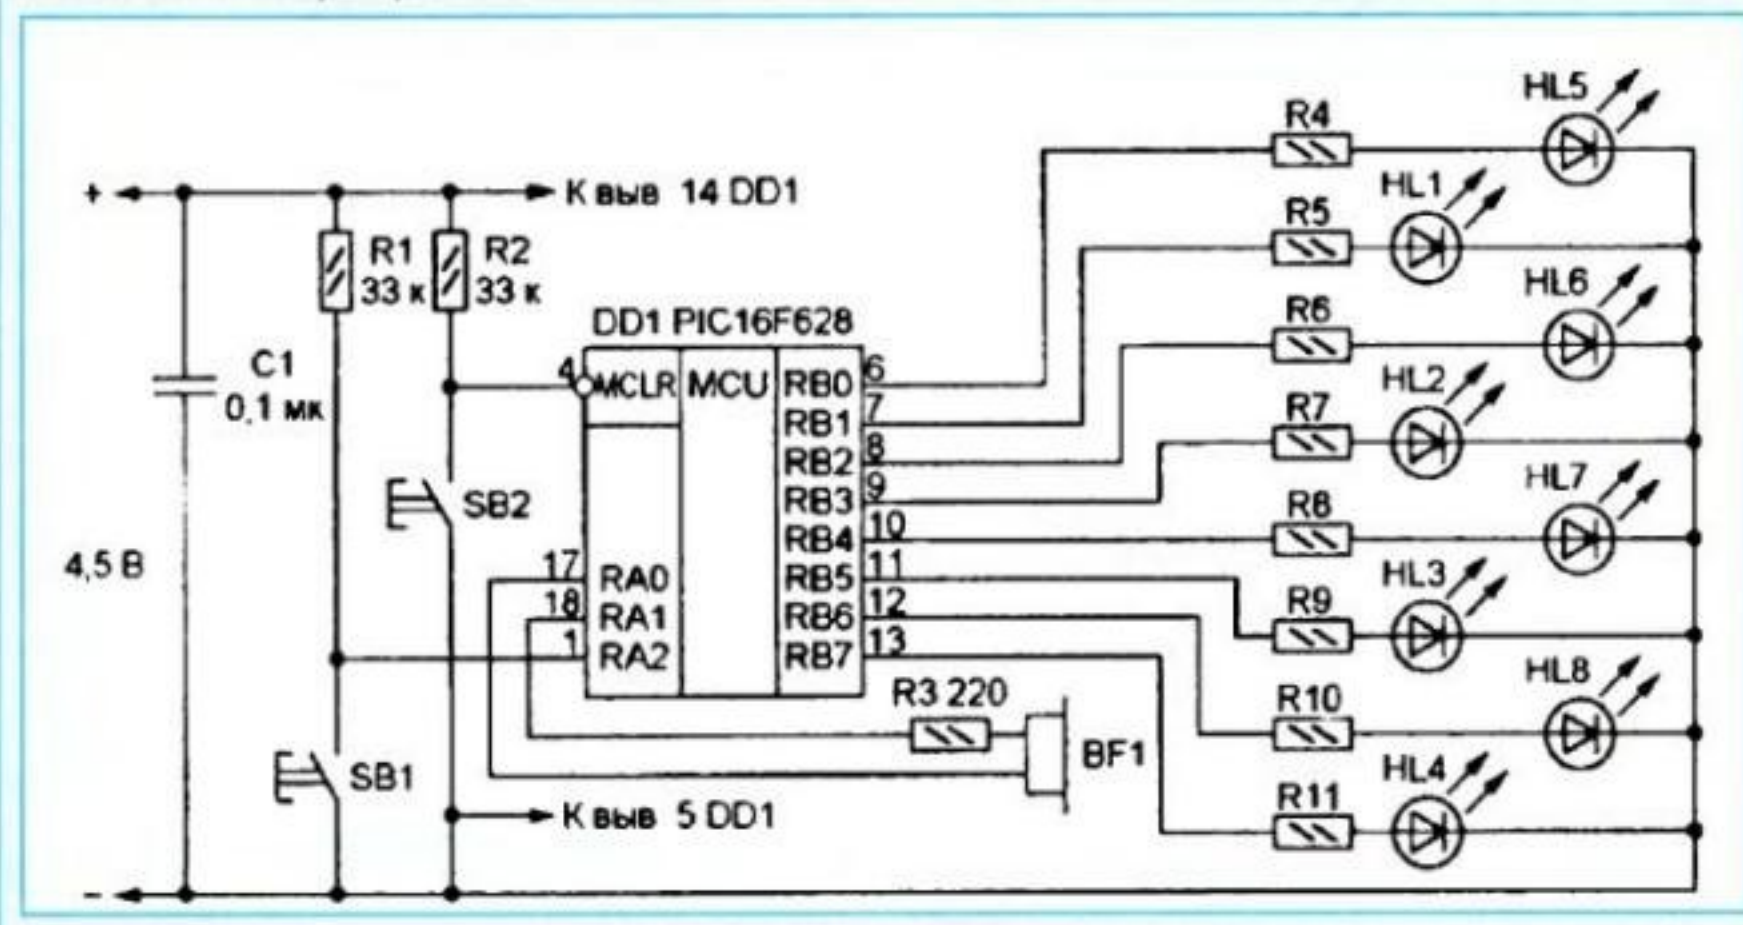 HL5
R4
HL1
+
К выв 14 DD1
R5
R1
33 к
R2
33 к
HL6
R6
DD1 PIC16F628
C1
0,1 мк
4
MCLR
MCU
RB0
6
HL2
RB1
7
R7
RB2
8
HL7
RB3
9
SB2
R8
RB4
10
4,5 В
17
RA0
RB5
11
HL3
18
RA1
RB6
12
R9
1
RA2
RB7
13
HL8
R3 220
R10
BF1
SB1
HL4
R11
К выв 5 DD1
-